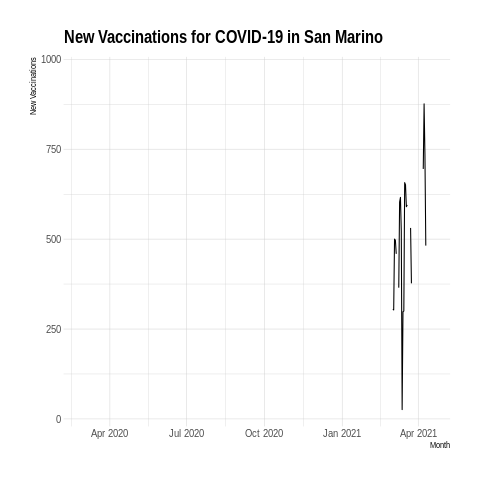 New Vaccinations for COVID-19 in San Marino
New Vaccinations
1000
750
500
250
0
Apr 2020 Jul 2020 Oct 2020 Jan 2021 Apr 2021
Month